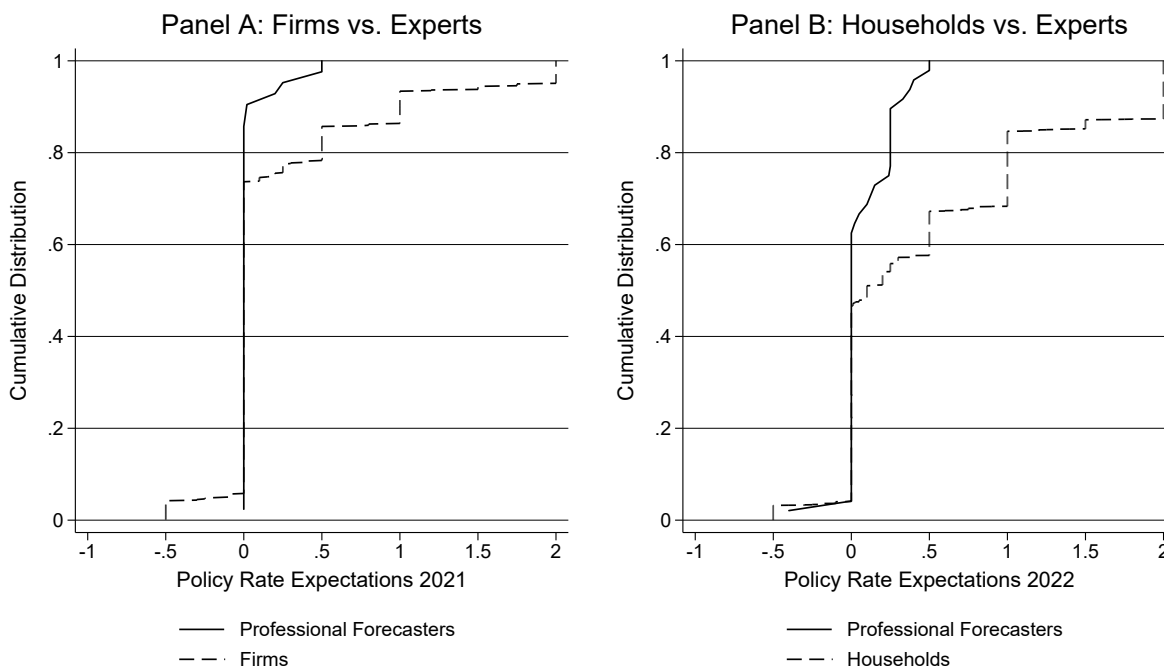 Panel A: Firms vs. Experts
Cumulative Distribution
1
.8
.6
.4
.2
0
-1 -.5 0 .5 1 1.5 2
Policy Rate Expectations 2021
Professional Forecasters
Firms
Panel B: Households vs. Experts
Cumulative Distribution
1
.8
.6
.4
.2
0
-1 -.5 0 .5 1 1.5 2
Policy Rate Expectations 2022
Professional Forecasters
Households